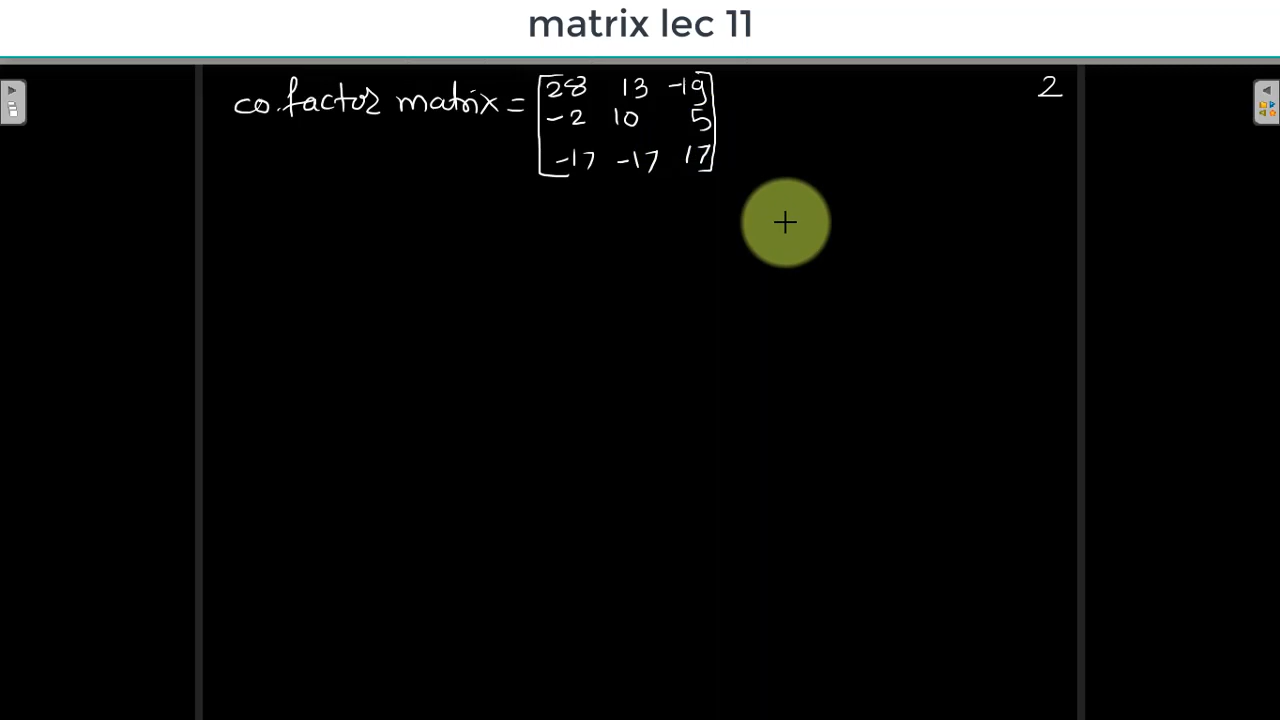 matrix lec 11
co.factor matrix = [28 13 -19
-2 10 5
-17 -17 17]
2